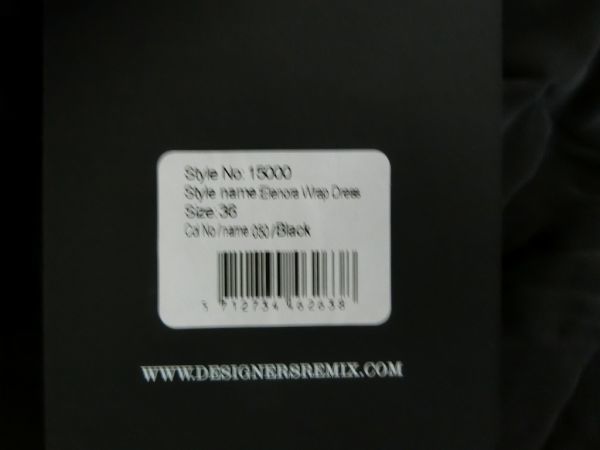 Style No: 15000
Style name: Elenora Wrap Dress
Size: 36
Col No/name: 050/Black
5 712734 462638
WWW.DESIGNERSREMIX.COM